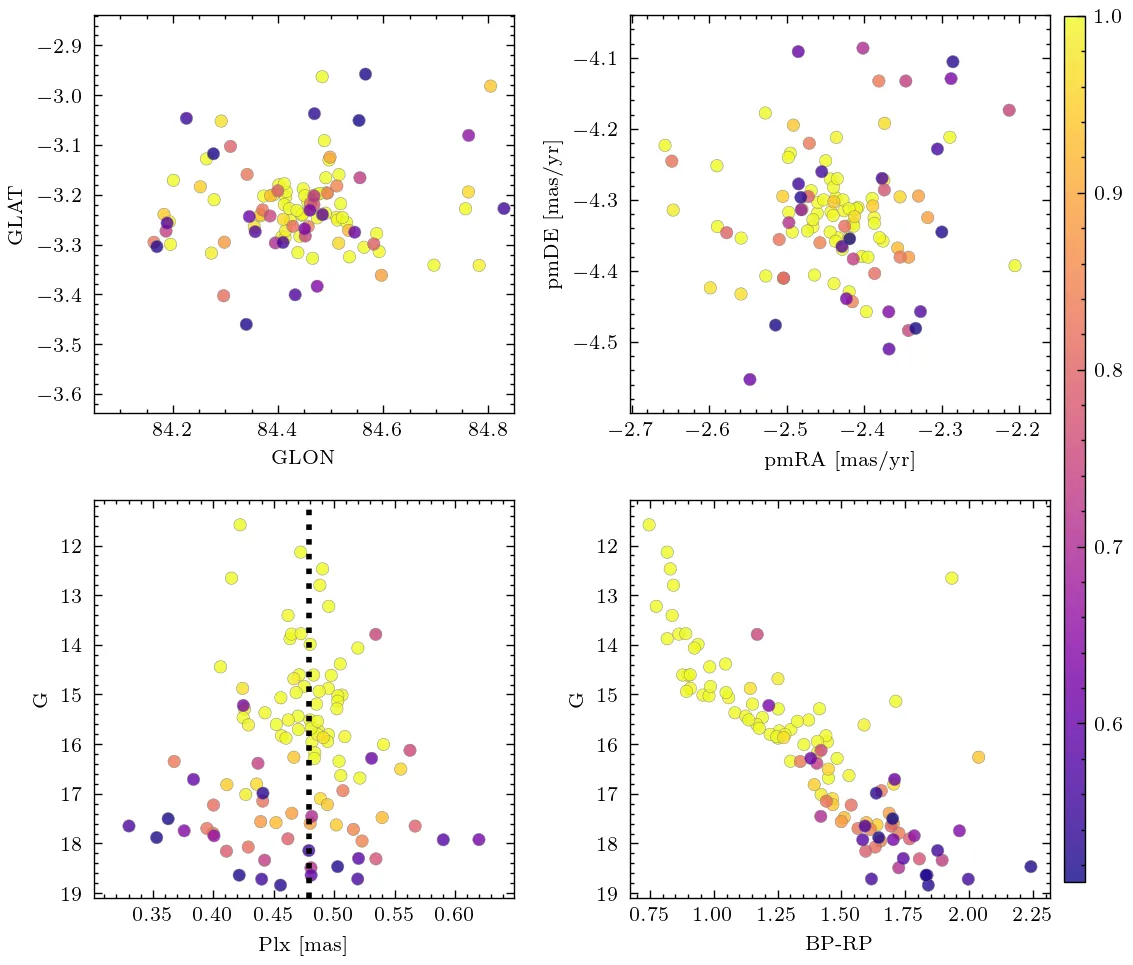 −2.9
−3.0
−3.1
−3.2
−3.3
−3.4
−3.5
−3.6
GLAT
84.2 84.4 84.6 84.8
GLON
−4.1
−4.2
−4.3
−4.4
−4.5
pmDE [mas/yr]
−2.7 −2.6 −2.5 −2.4 −2.3 −2.2
pmRA [mas/yr]
1.0
0.9
0.8
0.7
0.6
12
13
14
15
16
17
18
19
G
0.35 0.40 0.45 0.50 0.55 0.60
Plx [mas]
12
13
14
15
16
17
18
19
G
0.75 1.00 1.25 1.50 1.75 2.00 2.25
BP-RP